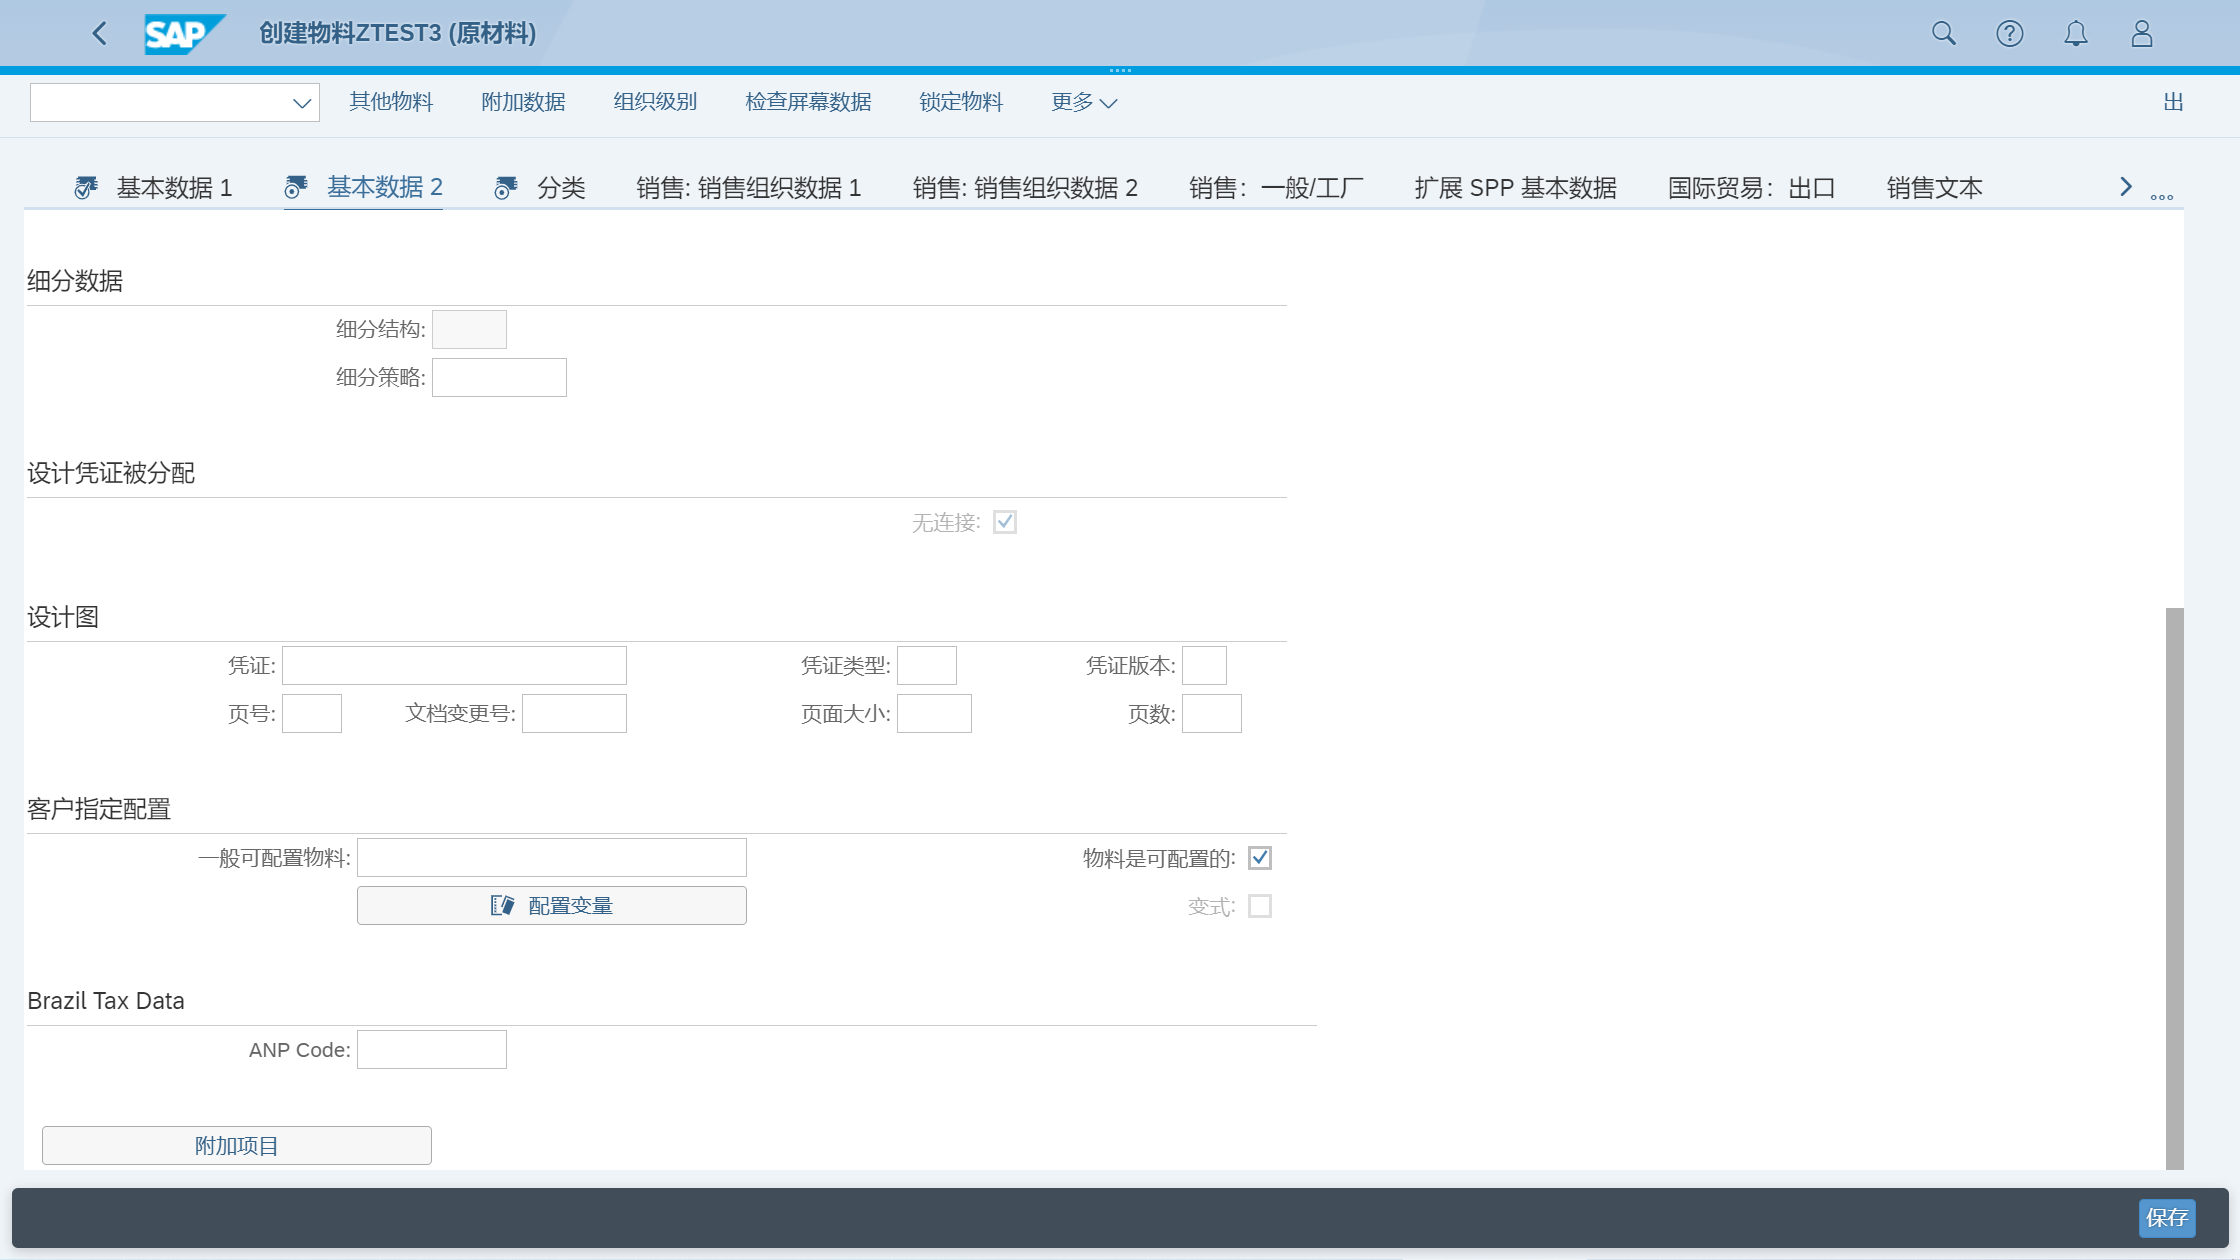 SAP 创建物料ZTEST3 (原材料)
其他物料 附加数据 组织级别 检查屏幕数据 锁定物料 更多 出
基本数据 1 基本数据 2 分类 销售: 销售组织数据 1 销售: 销售组织数据 2 销售：一般/工厂 扩展 SPP 基本数据 国际贸易：出口 销售文本
细分数据
细分结构:
细分策略:
设计凭证被分配
无连接:
设计图
凭证: 凭证类型: 凭证版本:
页号: 文档变更号: 页面大小: 页数:
客户指定配置
一般可配置物料: 物料是可配置的:
配置变量 变式:
Brazil Tax Data
ANP Code:
附加项目
保存